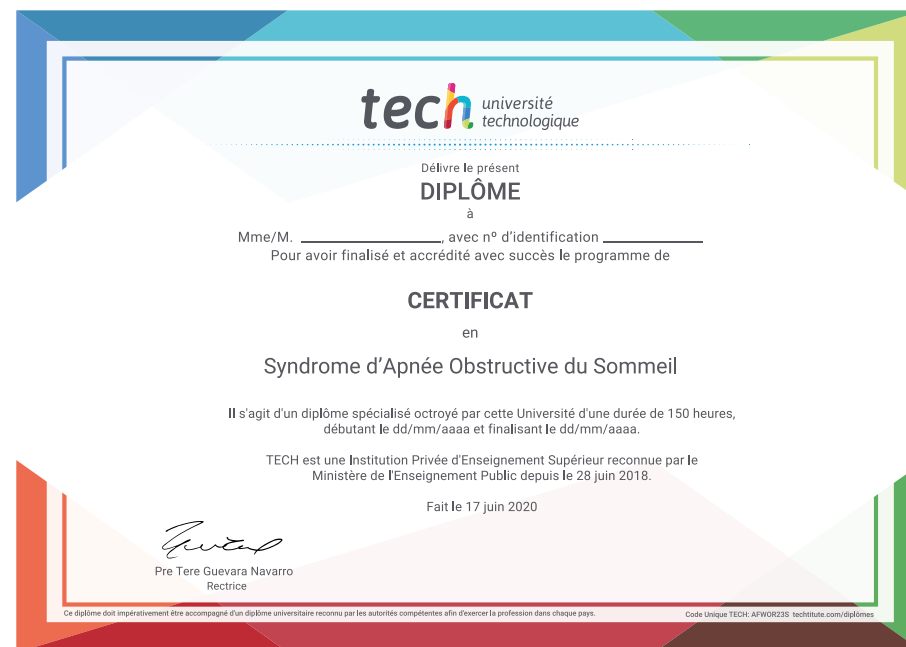 tech université
technologique
Délivre le présent
DIPLÔME
à
Mme/M. ____________________, avec nº d'identification ______________
Pour avoir finalisé et accrédité avec succès le programme de
CERTIFICAT
en
Syndrome d'Apnée Obstructive du Sommeil
Il s'agit d'un diplôme spécialisé octroyé par cette Université d'une durée de 150 heures,
débutant le dd/mm/aaaa et finalisant le dd/mm/aaaa.
TECH est une Institution Privée d'Enseignement Supérieur reconnue par le
Ministère de l'Enseignement Public depuis le 28 juin 2018.
Fait le 17 juin 2020
Pre Tere Guevara Navarro
Rectrice
Ce diplôme doit impérativement être accompagné d'un diplôme universitaire reconnu par les autorités compétentes afin d'exercer la profession dans chaque pays.
Code Unique TECH: AFWOR23S techtitute.com/diplômes